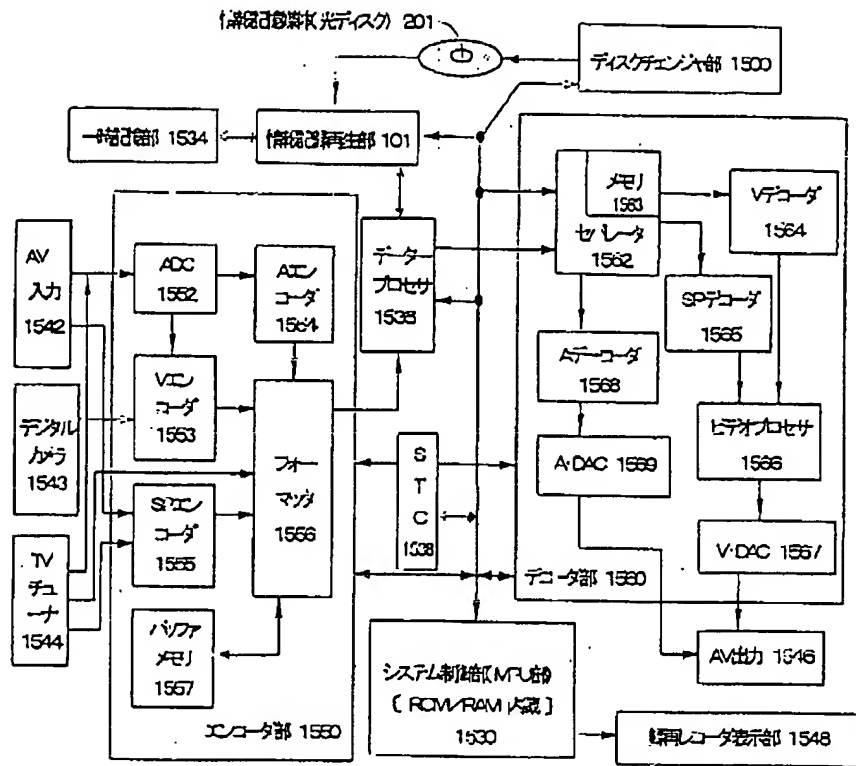 情報記憶媒体(光ディスク) 201
ディスクチェンジャ部 1500
一時記憶部 1534
情報記録再生部 101
AV
入力
1542
デジタル
カメラ
1543
TV
チュ
ーナ
1544
ADC
1552
Aエン
コーダ
Vエン
コーダ
1553
SPエン
コーダ
1555
バッファ
メモリ
1557
フォー
マッタ
1556
エンコーダ部 1550
データー
プロセサ
S
T
C
メモリ
セパレータ
1562
Vデコーダ
1564
SPデコーダ
1565
Aデコーダ
1568
A・DAC 1569
ビデオプロセサ
1566
V・DAC 1567
デコーダ部 1560
AV出力 1546
システム制御部(MPU部)
[ ROM/RAM 内蔵 ]
1530
録再レコーダ表示部 1548